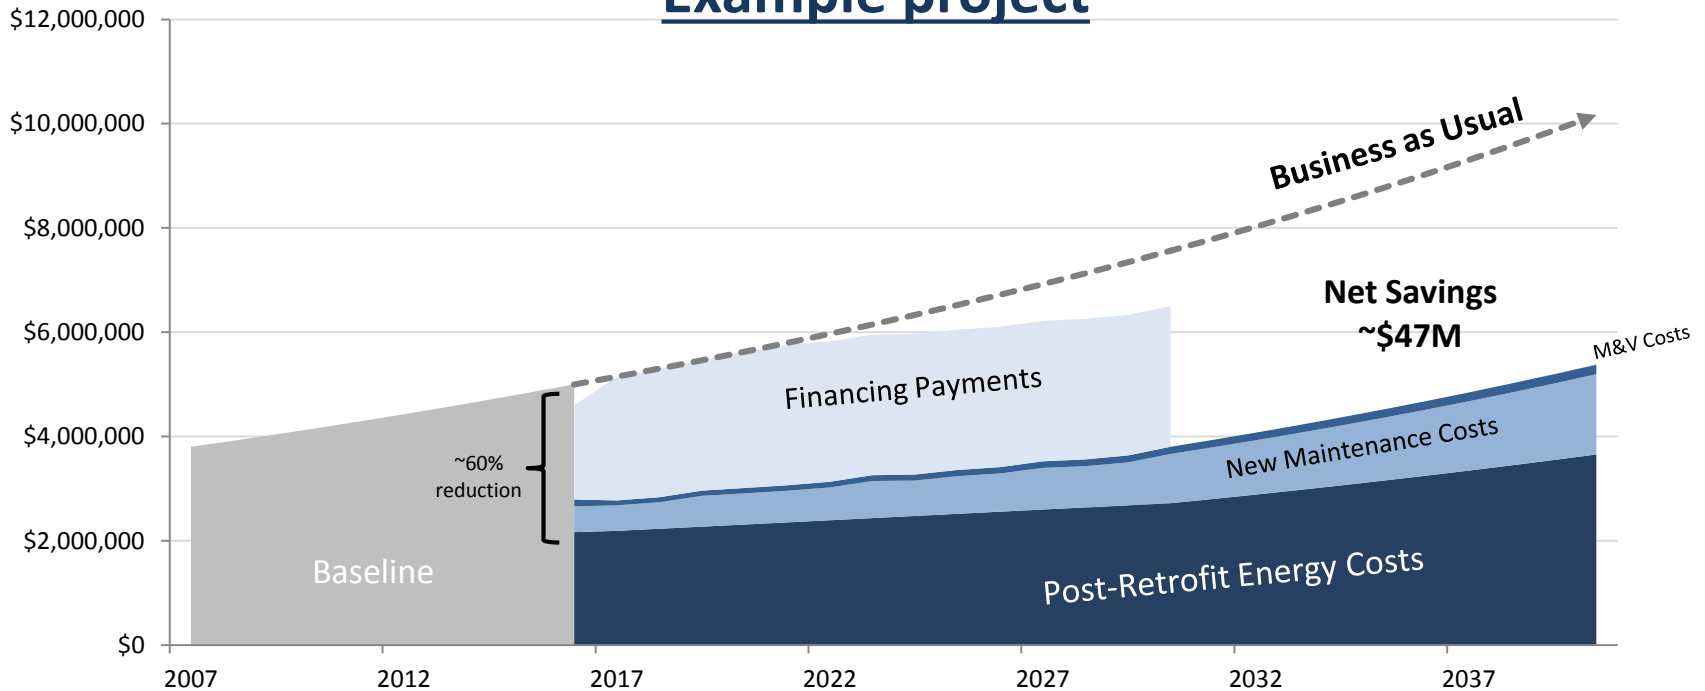 Example project
$12,000,000
$10,000,000
$8,000,000
$6,000,000
$4,000,000
$2,000,000
$0
Business as Usual
Net Savings
~$47M
M&V Costs
Financing Payments
New Maintenance Costs
~60%
reduction
Baseline
Post-Retrofit Energy Costs
2007
2012
2017
2022
2027
2032
2037